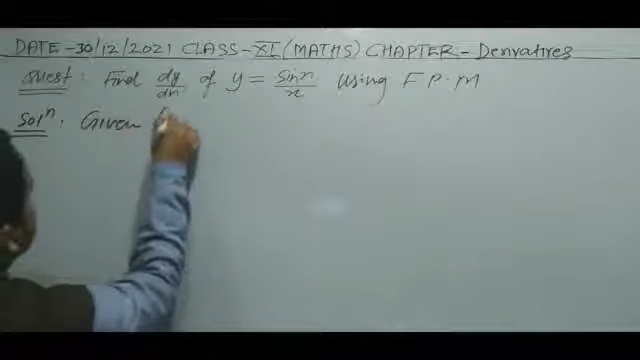 DATE - 30/12/2021 CLASS - XI (MATHS) CHAPTER - Derivatives
Quest : Find dy/dx of y = sinx/x using F.P.M
Solⁿ : Given